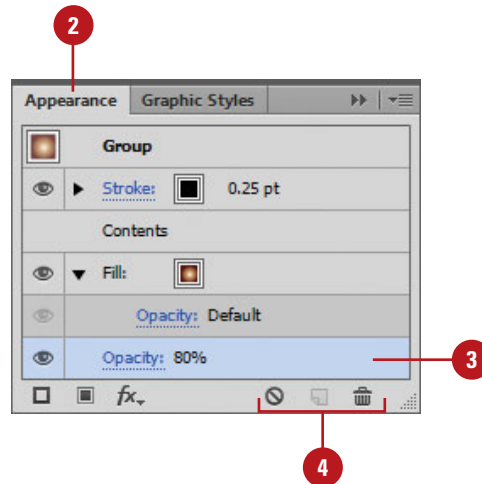 2
Appearance Graphic Styles
Group
Stroke: 0.25 pt
Contents
Fill:
Opacity: Default
Opacity: 80%
3
fx
4